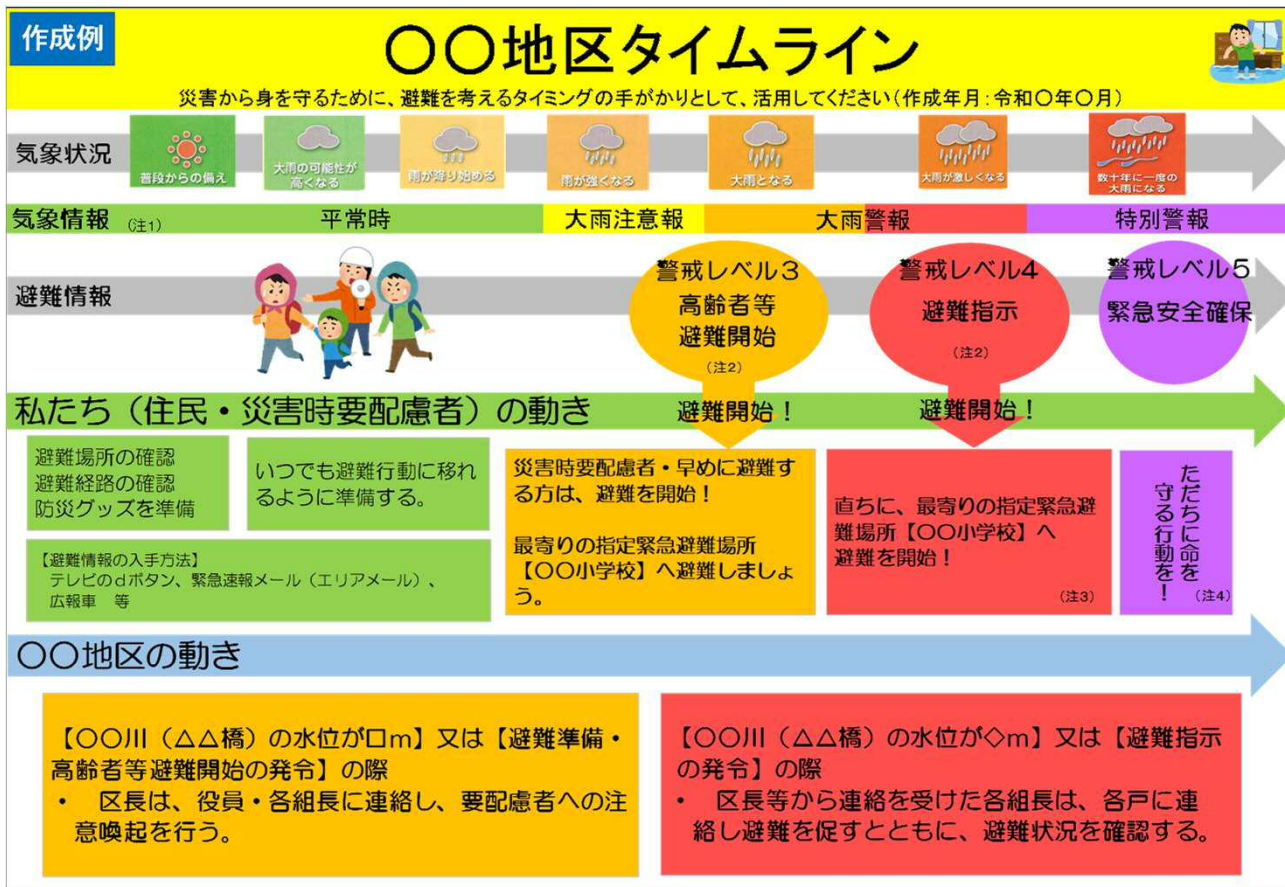 作成例
〇〇地区タイムライン
災害から身を守るために、避難を考えるタイミングの手がかりとして、活用してください(作成年月:令和〇年〇月)
気象状況
普段からの備え
大雨の可能性が
高くなる
雨が降り始める
雨が強くなる
大雨となる
大雨が激しくなる
数十年に一度の
大雨になる
気象情報 (注1)
平常時
大雨注意報
大雨警報
特別警報
避難情報
警戒レベル3
高齢者等
避難開始
(注2)
警戒レベル4
避難指示
(注2)
警戒レベル5
緊急安全確保
私たち(住民・災害時要配慮者)の動き
避難開始!
避難開始!
避難場所の確認
避難経路の確認
防災グッズを準備
いつでも避難行動に移れ
るように準備する。
【避難情報の入手方法】
テレビのdボタン、緊急速報メール(エリアメール)、
広報車 等
災害時要配慮者・早めに避難す
る方は、避難を開始!
最寄りの指定緊急避難場所
【〇〇小学校】へ避難しましょ
う。
直ちに、最寄りの指定緊急避
難場所【〇〇小学校】へ
避難を開始!
(注3)
ただちに命を
守る行動を!
(注4)
〇〇地区の動き
【〇〇川(△△橋)の水位が□m】又は【避難準備・
高齢者等避難開始の発令】の際
・ 区長は、役員・各組長に連絡し、要配慮者への注
意喚起を行う。
【〇〇川(△△橋)の水位が◇m】又は【避難指示
の発令】の際
・ 区長等から連絡を受けた各組長は、各戸に連
絡し避難を促すとともに、避難状況を確認する。